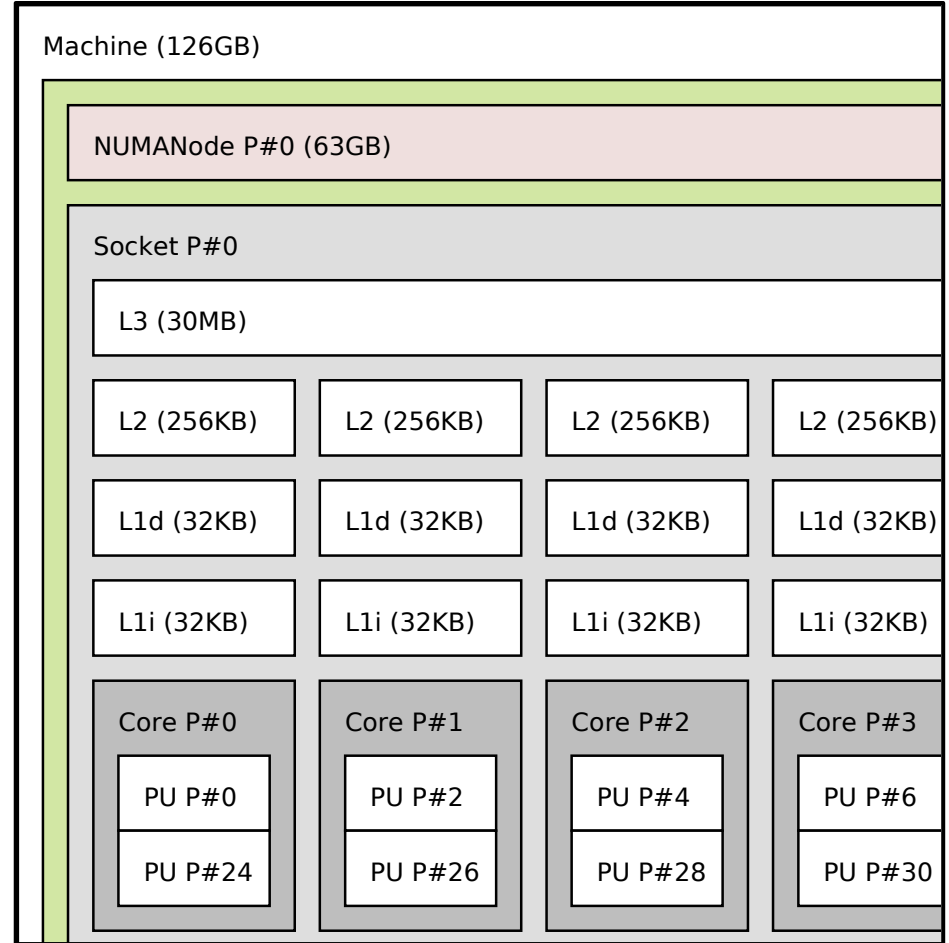 Machine (126GB)
NUMANode P#0 (63GB)
Socket P#0
L3 (30MB)
L2 (256KB) L2 (256KB) L2 (256KB) L2 (256KB)
L1d (32KB) L1d (32KB) L1d (32KB) L1d (32KB)
L1i (32KB) L1i (32KB) L1i (32KB) L1i (32KB)
Core P#0 Core P#1 Core P#2 Core P#3
PU P#0 PU P#2 PU P#4 PU P#6
PU P#24 PU P#26 PU P#28 PU P#30